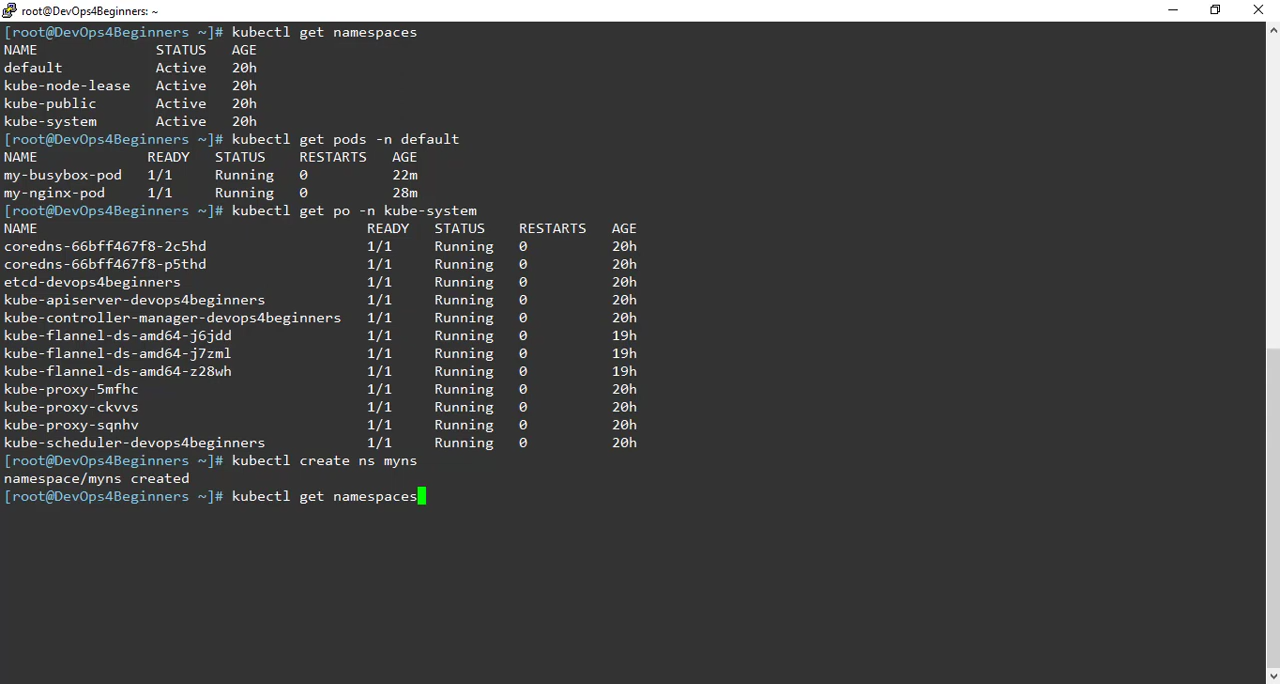 root@DevOps4Beginners: ~
[root@DevOps4Beginners ~]# kubectl get namespaces
NAME STATUS AGE
default Active 20h
kube-node-lease Active 20h
kube-public Active 20h
kube-system Active 20h
[root@DevOps4Beginners ~]# kubectl get pods -n default
NAME READY STATUS RESTARTS AGE
my-busybox-pod 1/1 Running 0 22m
my-nginx-pod 1/1 Running 0 28m
[root@DevOps4Beginners ~]# kubectl get po -n kube-system
NAME READY STATUS RESTARTS AGE
coredns-66bff467f8-2c5hd 1/1 Running 0 20h
coredns-66bff467f8-p5thd 1/1 Running 0 20h
etcd-devops4beginners 1/1 Running 0 20h
kube-apiserver-devops4beginners 1/1 Running 0 20h
kube-controller-manager-devops4beginners 1/1 Running 0 20h
kube-flannel-ds-amd64-j6jdd 1/1 Running 0 19h
kube-flannel-ds-amd64-j7zml 1/1 Running 0 19h
kube-flannel-ds-amd64-z28wh 1/1 Running 0 19h
kube-proxy-5mfhc 1/1 Running 0 20h
kube-proxy-ckvvs 1/1 Running 0 20h
kube-proxy-sqnhv 1/1 Running 0 20h
kube-scheduler-devops4beginners 1/1 Running 0 20h
[root@DevOps4Beginners ~]# kubectl create ns myns
namespace/myns created
[root@DevOps4Beginners ~]# kubectl get namespaces